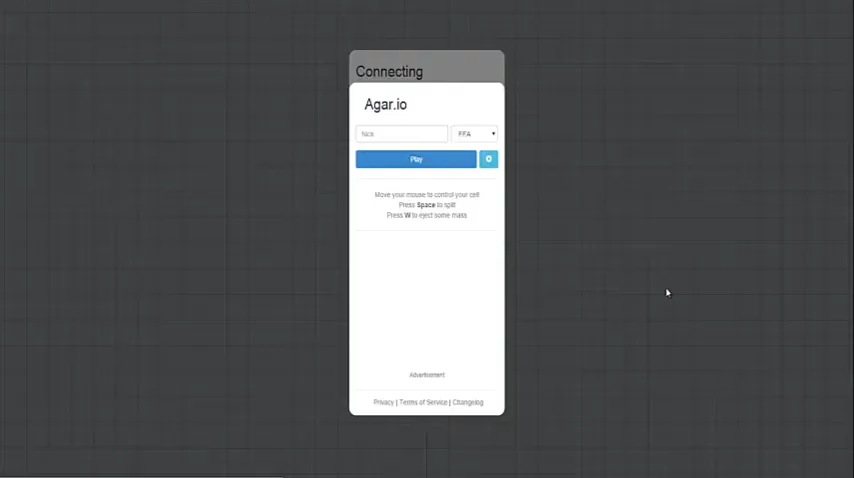 Connecting
Agar.io
Nick
FFA
Play
Move your mouse to control your cell
Press Space to split
Press W to eject some mass
Advertisement
Privacy | Terms of Service | Changelog